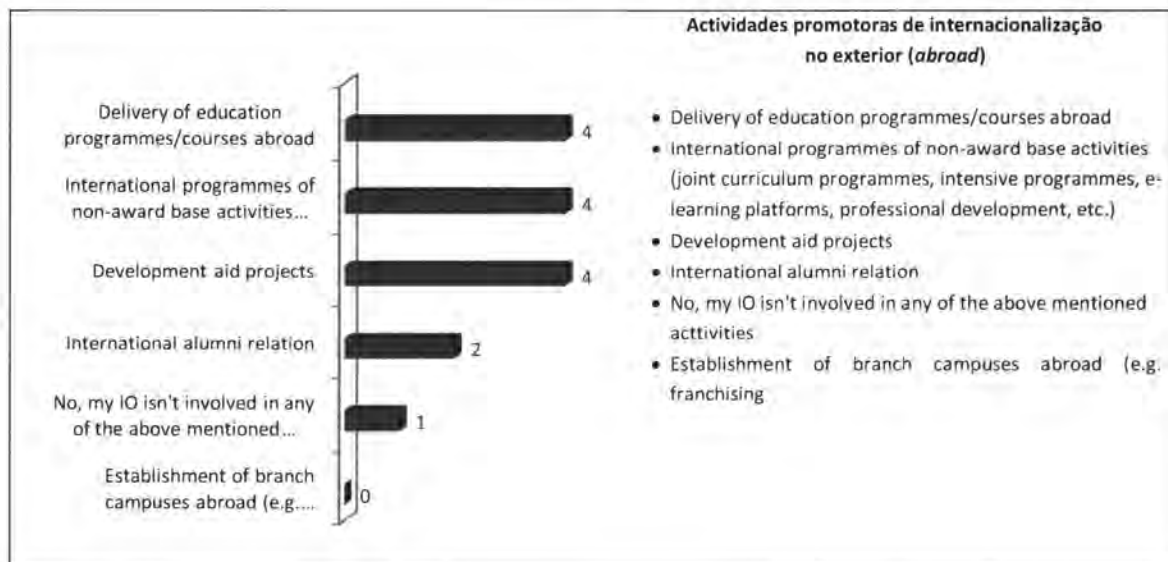 Delivery of education
programmes/courses abroad
4
International programmes of
non-award base activities...
4
Development aid projects
4
International alumni relation
2
No, my IO isn't involved in any
of the above mentioned...
1
Establishment of branch
campuses abroad (e.g....
0
Actividades promotoras de internacionalização
no exterior (abroad)
• Delivery of education programmes/courses abroad
• International programmes of non-award base activities
(joint curriculum programmes, intensive programmes, e-
learning platforms, professional development, etc.)
• Development aid projects
• International alumni relation
• No, my IO isn't involved in any of the above mentioned
acttivities
• Establishment of branch campuses abroad (e.g.
franchising